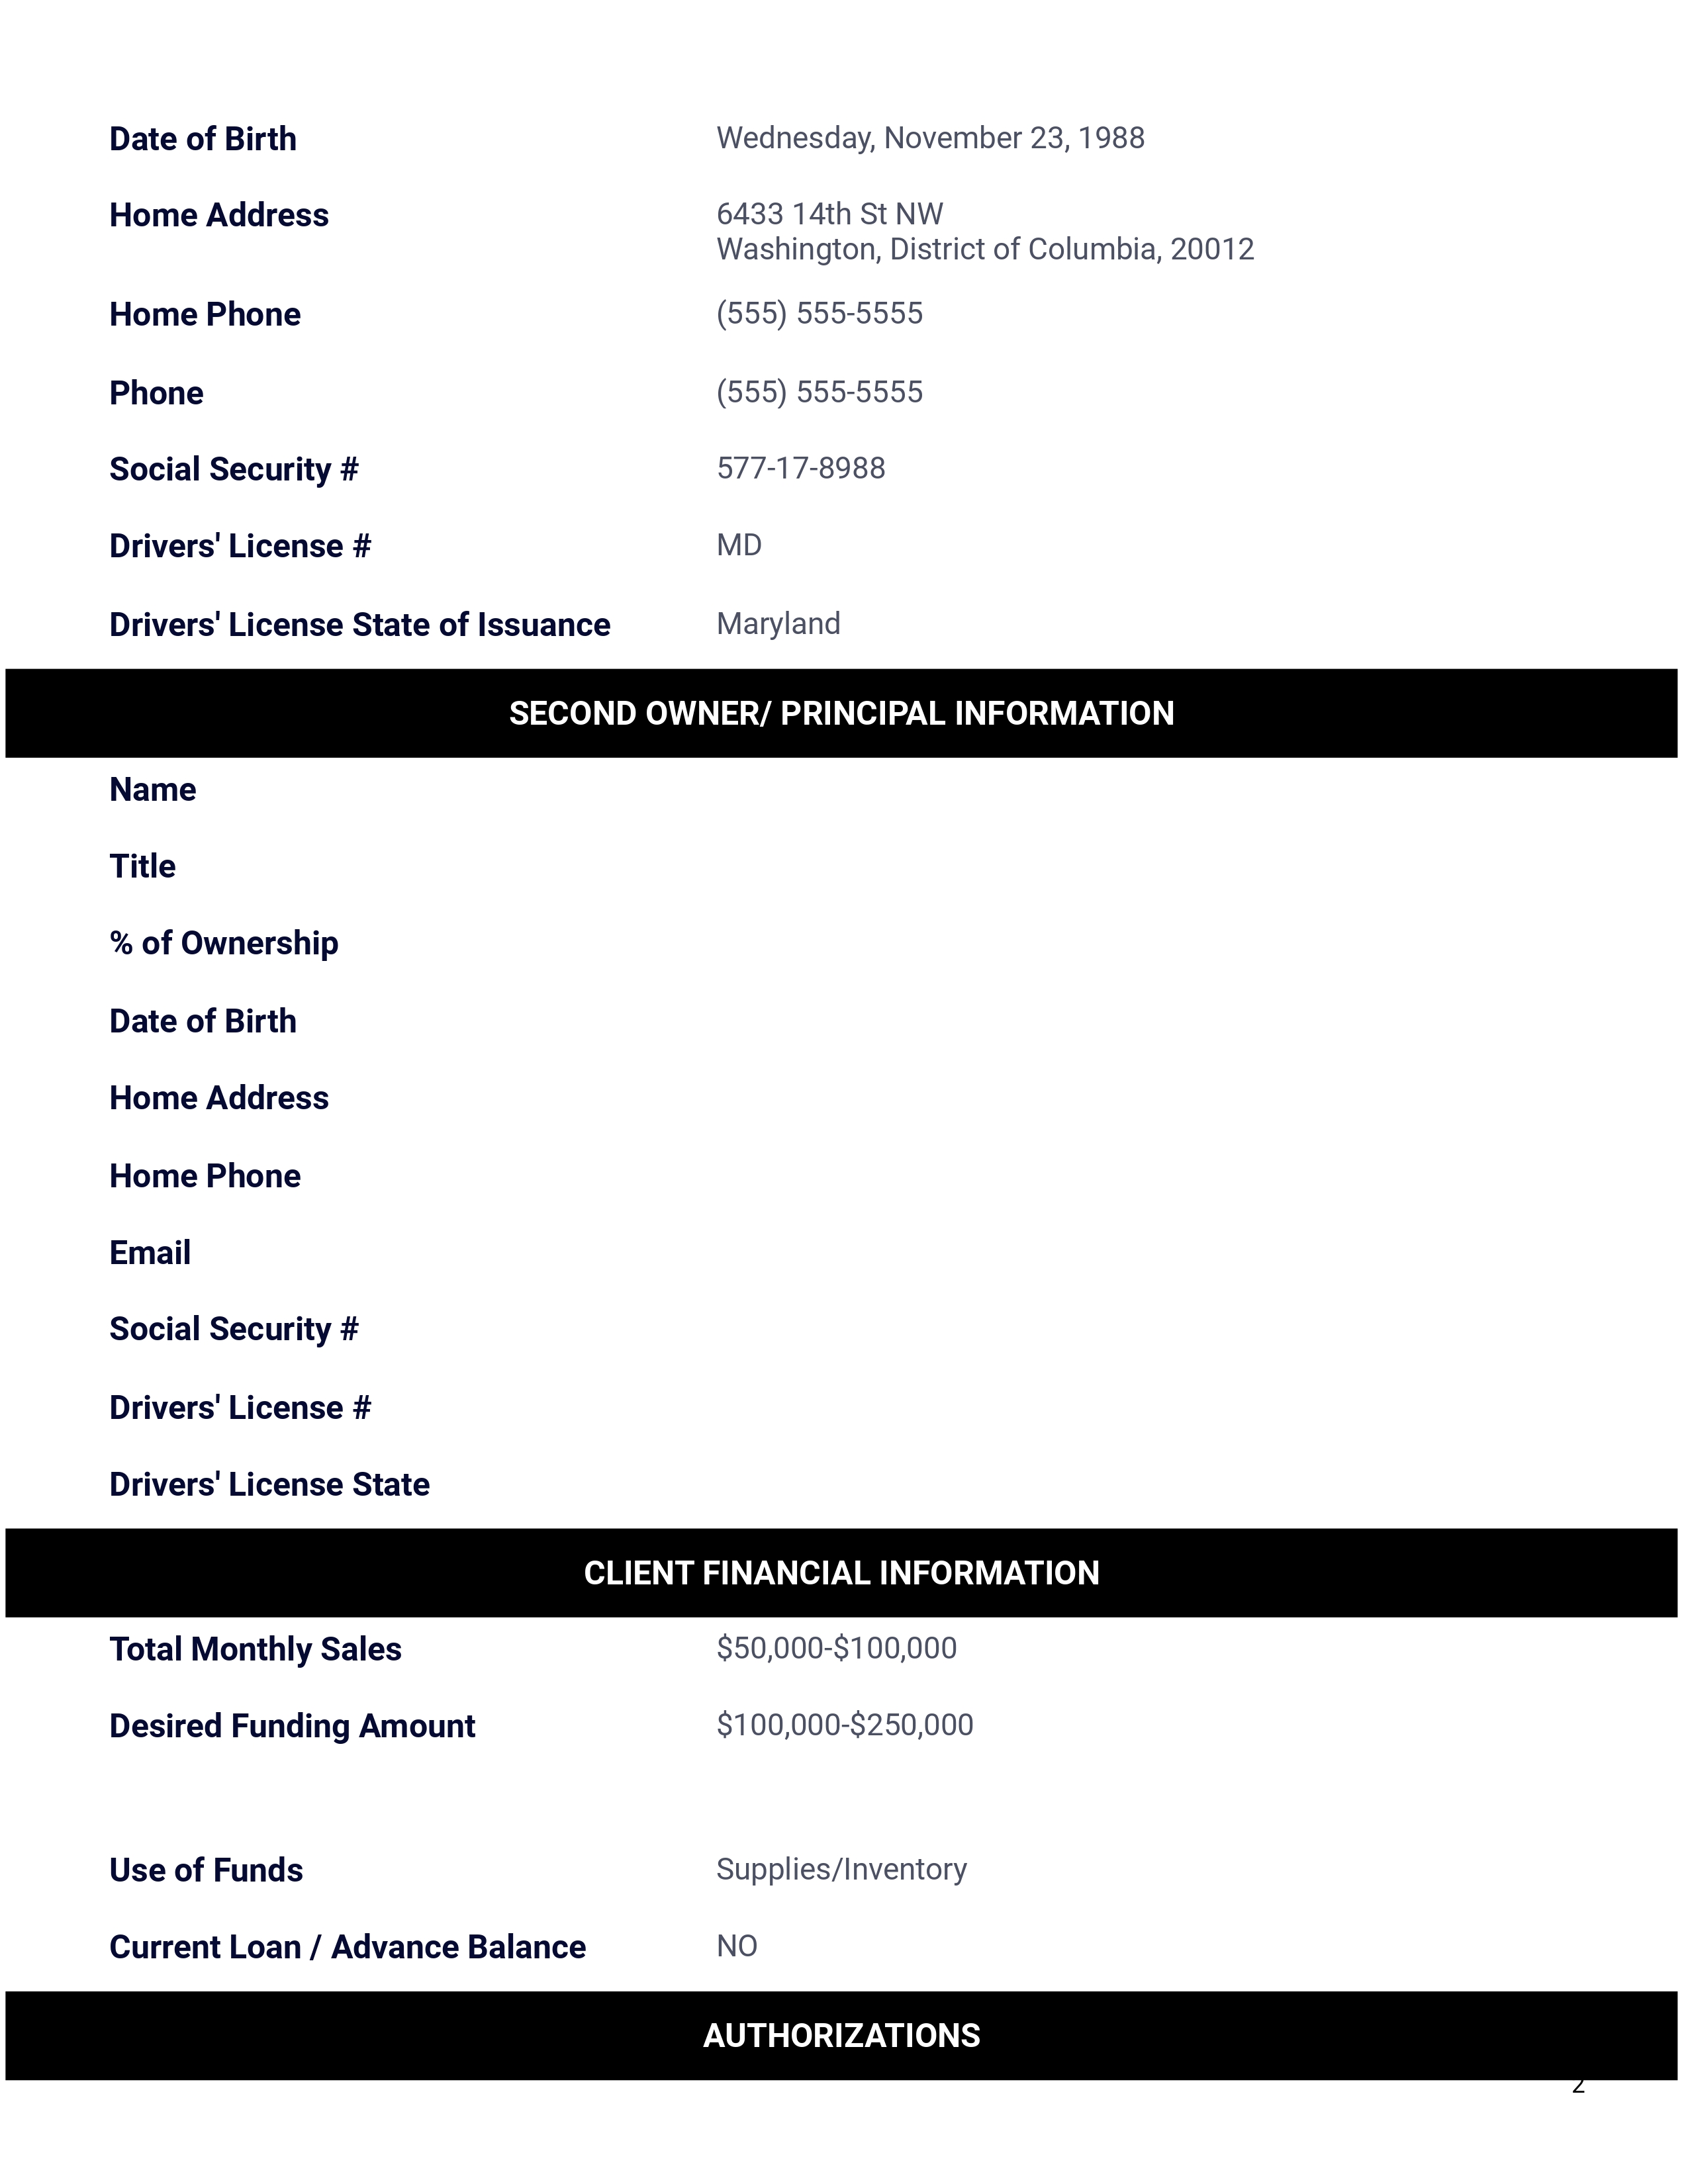 Date of Birth Wednesday, November 23, 1988
Home Address 6433 14th St NW
Washington, District of Columbia, 20012
Home Phone (555) 555-5555
Phone (555) 555-5555
Social Security # 577-17-8988
Drivers' License # MD
Drivers' License State of Issuance Maryland
SECOND OWNER/ PRINCIPAL INFORMATION
Name
Title
% of Ownership
Date of Birth
Home Address
Home Phone
Email
Social Security #
Drivers' License #
Drivers' License State
CLIENT FINANCIAL INFORMATION
Total Monthly Sales $50,000-$100,000
Desired Funding Amount $100,000-$250,000
Use of Funds Supplies/Inventory
Current Loan / Advance Balance NO
AUTHORIZATIONS
2